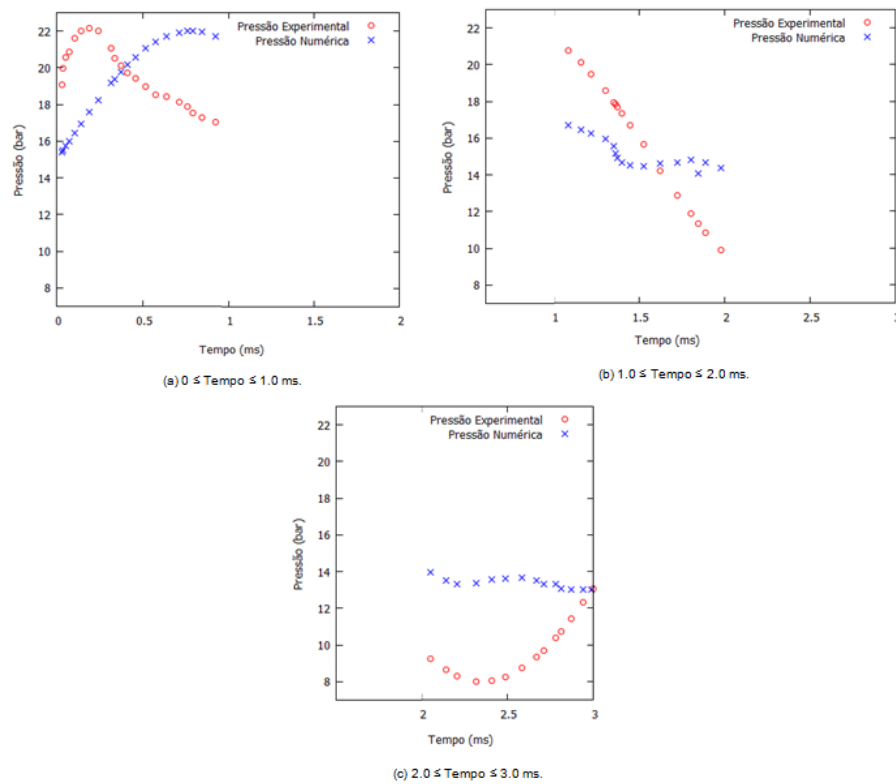 Pressão Experimental
Pressão Numérica
22
20
18
16
14
12
10
8
Pressão (bar)
0
0.5
1
1.5
2
Tempo (ms)
(a) 0 ≤ Tempo ≤ 1.0 ms.
Pressão Experimental
Pressão Numérica
22
20
18
16
14
12
10
8
Pressão (bar)
1
1.5
2
2.5
3
Tempo (ms)
(b) 1.0 ≤ Tempo ≤ 2.0 ms.
Pressão Experimental
Pressão Numérica
22
20
18
16
14
12
10
8
Pressão (bar)
2
2.5
3
Tempo (ms)
(c) 2.0 ≤ Tempo ≤ 3.0 ms.